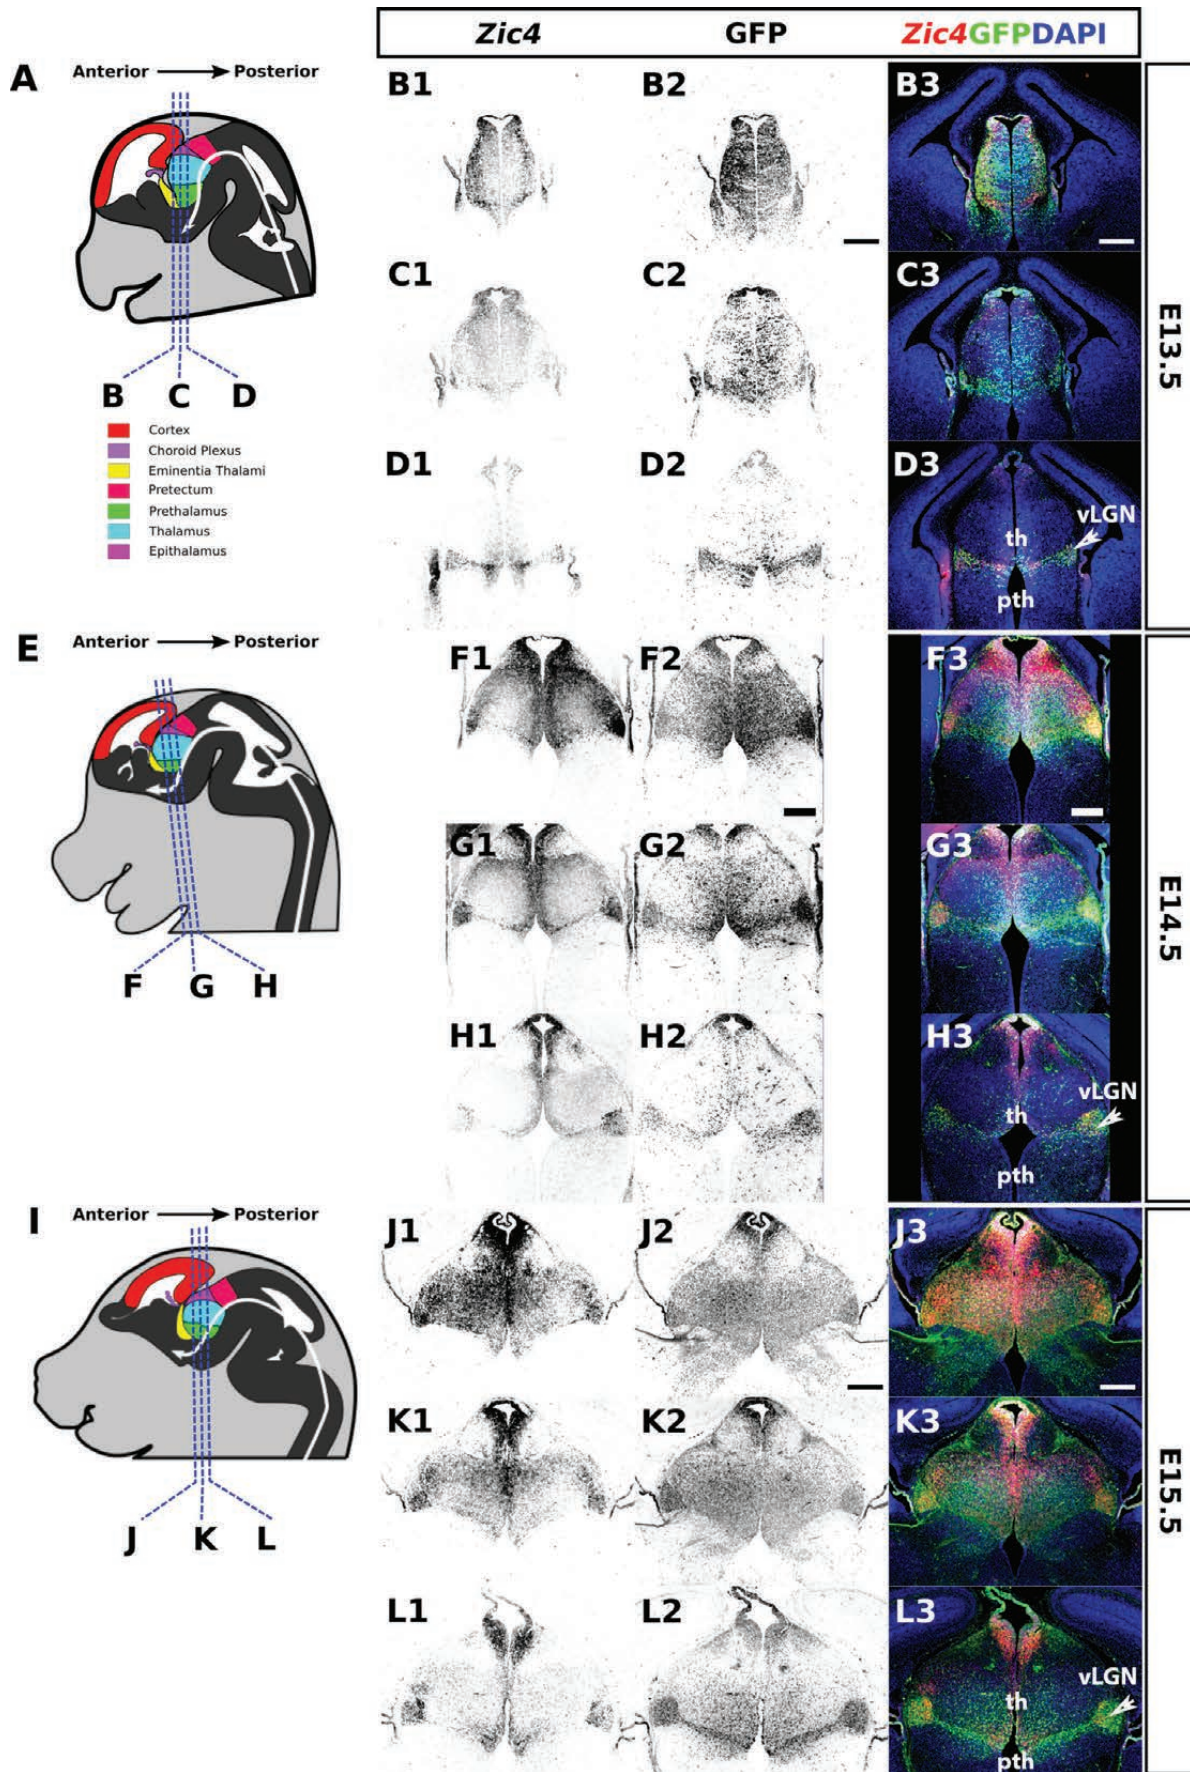 Zic4 GFP Zic4GFPDAPI
A
Anterior Posterior
B C D
Cortex
Choroid Plexus
Eminentia Thalami
Pretectum
Prethalamus
Thalamus
Epithalamus
B1 B2 B3
C1 C2 C3
D1 D2 D3
vLGN
th
pth
E13.5
E
Anterior Posterior
F G H
F1 F2 F3
G1 G2 G3
H1 H2 H3
vLGN
th
pth
E14.5
I
Anterior Posterior
J K L
J1 J2 J3
K1 K2 K3
L1 L2 L3
vLGN
th
pth
E15.5